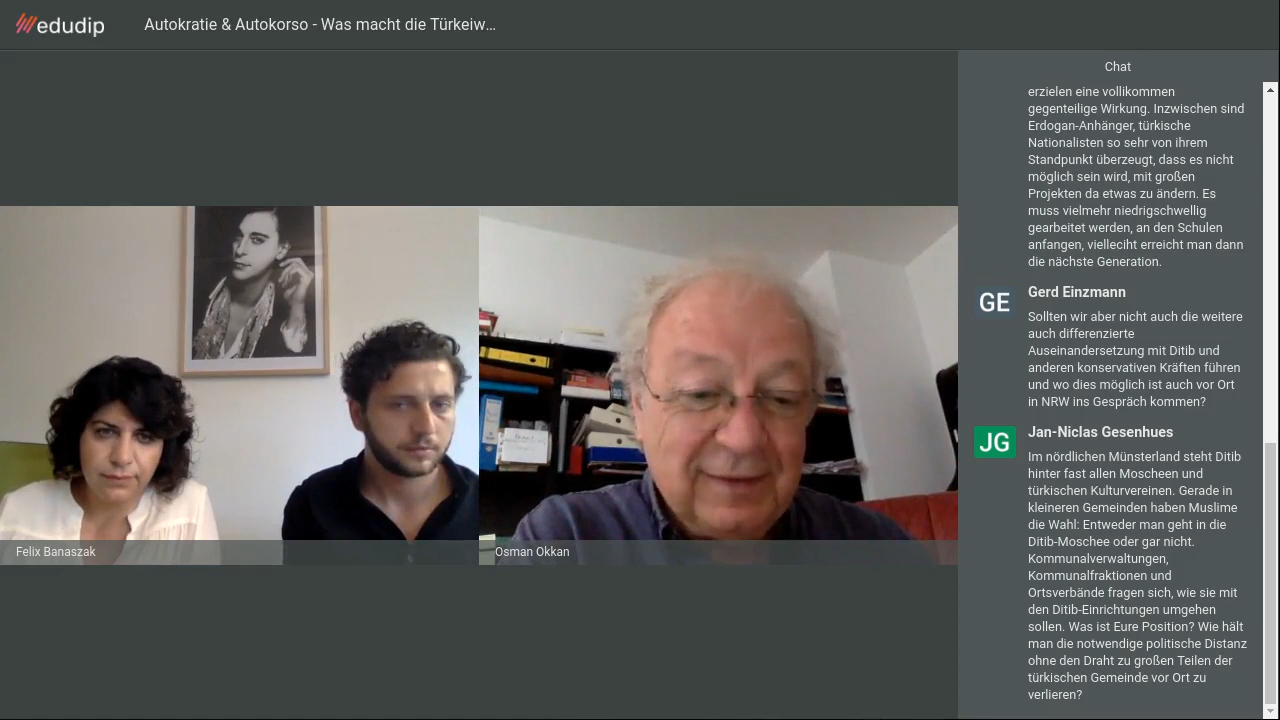 edudip
Autokratie & Autokorso - Was macht die Türkeiw...
Chat
erzielen eine vollikommen
gegenteilige Wirkung. Inzwischen sind
Erdogan-Anhänger, türkische
Nationalisten so sehr von ihrem
Standpunkt überzeugt, dass es nicht
möglich sein wird, mit großen
Projekten da etwas zu ändern. Es
muss vielmehr niedrigschwellig
gearbeitet werden, an den Schulen
anfangen, vielleciht erreicht man dann
die nächste Generation.
GE
Gerd Einzmann
Sollten wir aber nicht auch die weitere
auch differenzierte
Auseinandersetzung mit Ditib und
anderen konservativen Kräften führen
und wo dies möglich ist auch vor Ort
in NRW ins Gespräch kommen?
JG
Jan-Niclas Gesenhues
Im nördlichen Münsterland steht Ditib
hinter fast allen Moscheen und
türkischen Kulturvereinen. Gerade in
kleineren Gemeinden haben Muslime
die Wahl: Entweder man geht in die
Ditib-Moschee oder gar nicht.
Kommunalverwaltungen,
Kommunalfraktionen und
Ortsverbände fragen sich, wie sie mit
den Ditib-Einrichtungen umgehen
sollen. Was ist Eure Position? Wie hält
man die notwendige politische Distanz
ohne den Draht zu großen Teilen der
türkischen Gemeinde vor Ort zu
verlieren?
Felix Banaszak
Osman Okkan